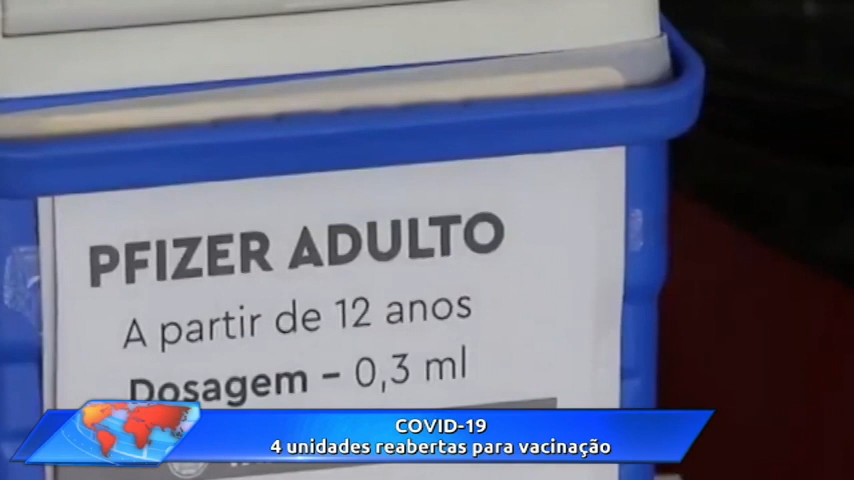 PFIZER ADULTO
A partir de 12 anos
Dosagem – 0,3 ml
COVID-19
4 unidades reabertas para vacinação